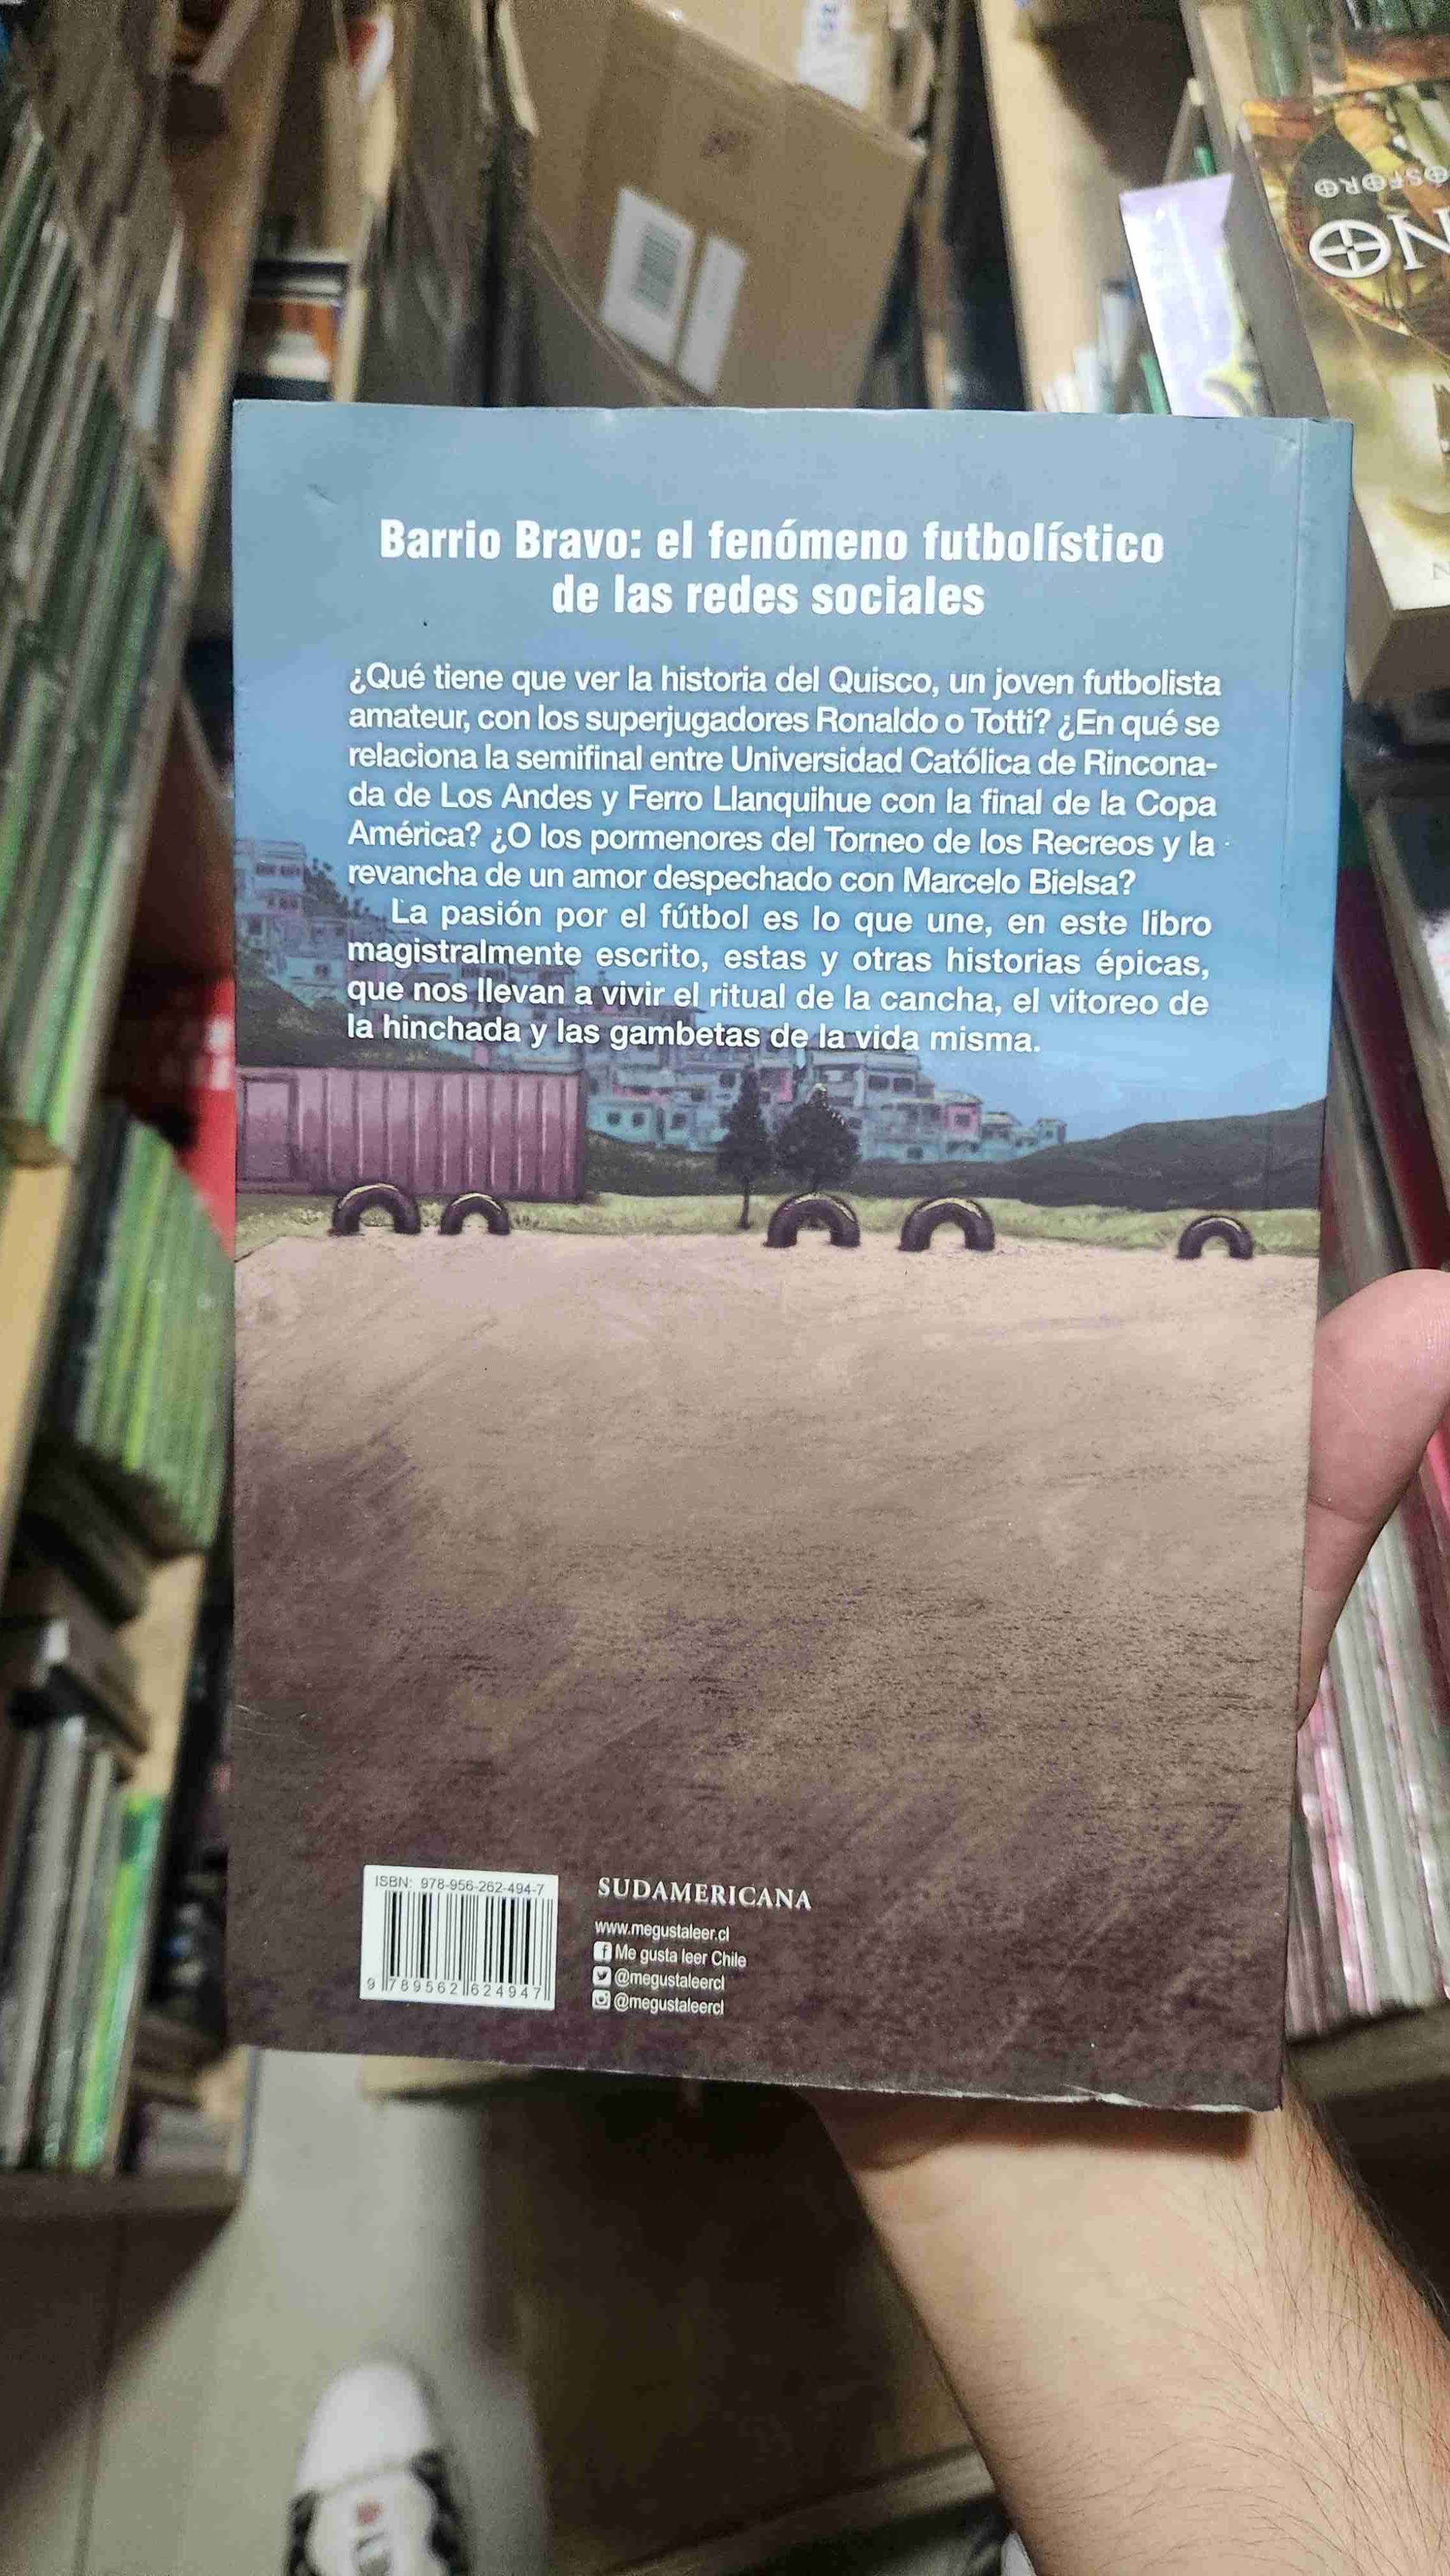 OSFORO
Barrio Bravo: el fenómeno futbolístico
de las redes sociales
¿Qué tiene que ver la historia del Quisco, un joven futbolista
amateur, con los superjugadores Ronaldo o Totti? ¿En qué se
relaciona la semifinal entre Universidad Católica de Rincona-
da de Los Andes y Ferro Llanquihue con la final de la Copa
América? ¿O los pormenores del Torneo de los Recreos y la
revancha de un amor despechado con Marcelo Bielsa?
La pasión por el fútbol es lo que une, en este libro
magistralmente escrito, estas y otras historias épicas,
que nos llevan a vivir el ritual de la cancha, el vitoreo de
la hinchada y las gambetas de la vida misma.
ISBN: 978-956-262-494-7
9 789562 624947
SUDAMERICANA
www.megustaleer.cl
Me gusta leer Chile
@megustaleercl
@megustaleercl